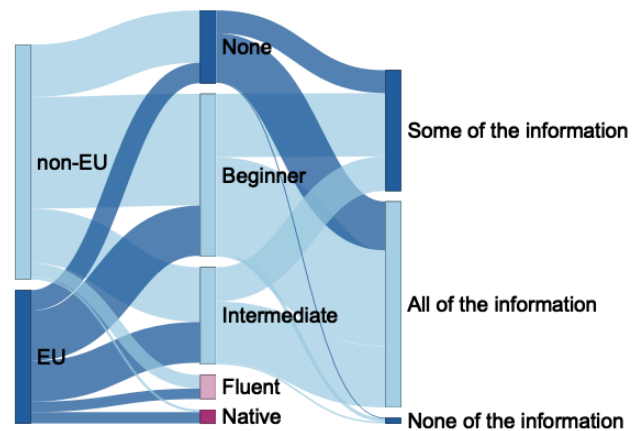 non-EU
EU
None
Beginner
Intermediate
Fluent
Native
Some of the information
All of the information
None of the information